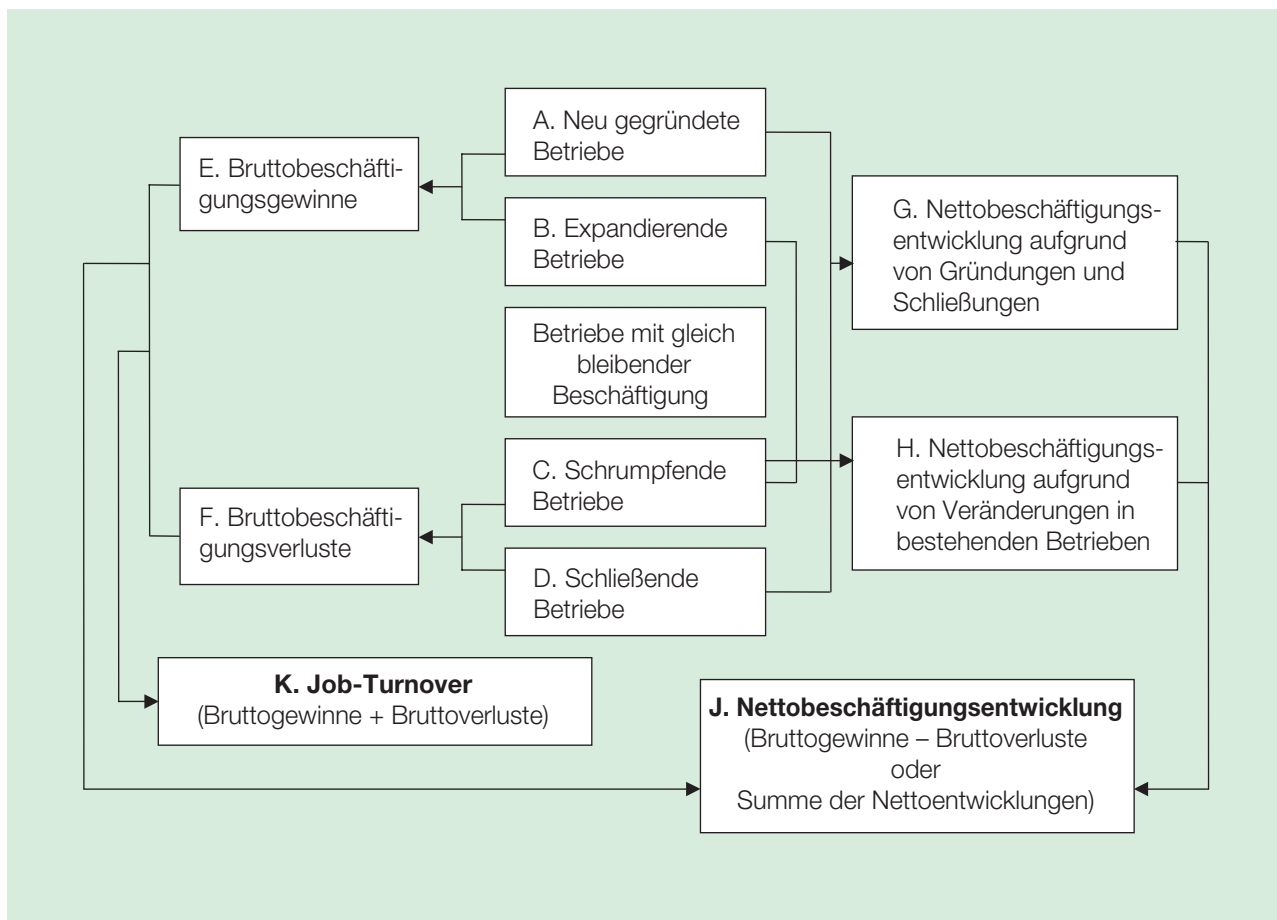 A. Neu gegründete
Betriebe
E. Bruttobeschäfti-
gungsgewinne
B. Expandierende
Betriebe
G. Nettobeschäftigungs-
entwicklung aufgrund
von Gründungen und
Schließungen
Betriebe mit gleich
bleibender
Beschäftigung
C. Schrumpfende
Betriebe
H. Nettobeschäftigungs-
entwicklung aufgrund
von Veränderungen in
bestehenden Betrieben
F. Bruttobeschäfti-
gungsverluste
D. Schließende
Betriebe
K. Job-Turnover
(Bruttogewinne + Bruttoverluste)
J. Nettobeschäftigungsentwicklung
(Bruttogewinne – Bruttoverluste
oder
Summe der Nettoentwicklungen)